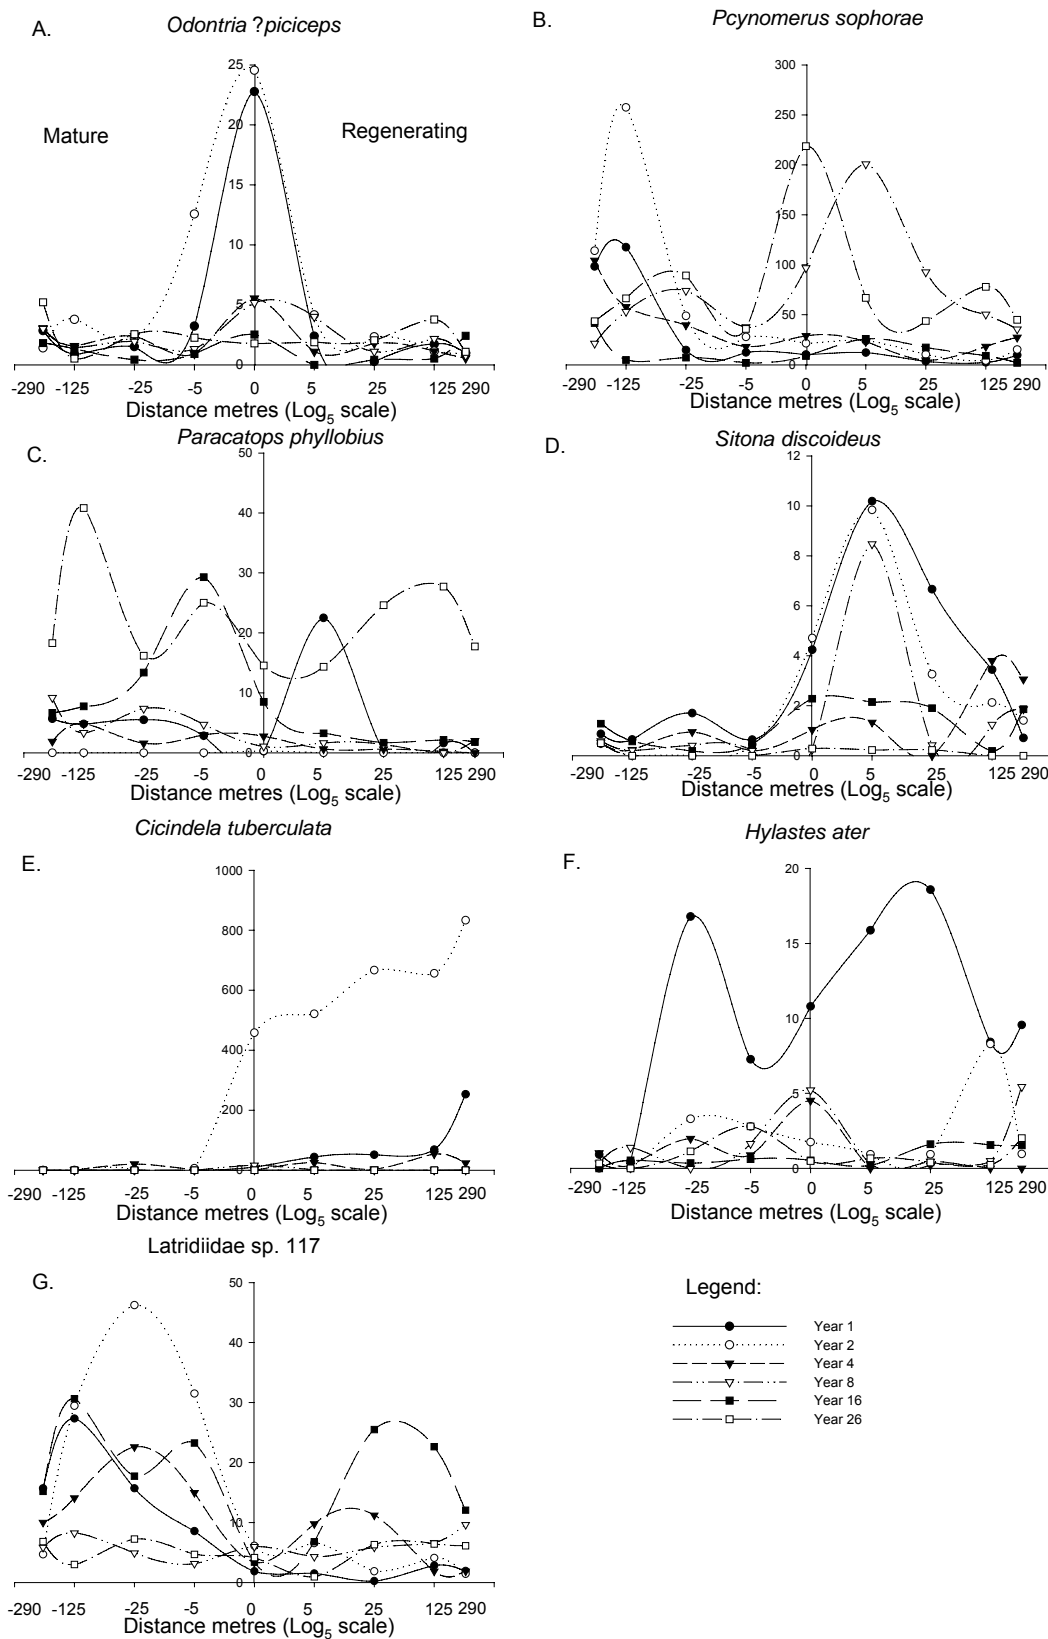 A.
Odontria ?piciceps
25
20
15
10
5
0
Mature
Regenerating
-290 -125 -25 -5 0 5 25 125 290
Distance metres (Log5 scale)
B.
Pcynomerus sophorae
300
250
200
150
100
50
0
-290 -125 -25 -5 0 5 25 125 290
Distance metres (Log5 scale)
C.
Paracatops phyllobius
50
40
30
20
10
0
-290 -125 -25 -5 0 5 25 125 290
Distance metres (Log5 scale)
D.
Sitona discoideus
12
10
8
6
4
2
0
-290 -125 -25 -5 0 5 25 125 290
Distance metres (Log5 scale)
E.
Cicindela tuberculata
1000
800
600
400
200
0
-290 -125 -25 -5 0 5 25 125 290
Distance metres (Log5 scale)
F.
Hylastes ater
20
15
10
5
0
-290 -125 -25 -5 0 5 25 125 290
Distance metres (Log5 scale)
G.
Latridiidae sp. 117
50
40
30
20
10
0
-290 -125 -25 -5 0 5 25 125 290
Distance metres (Log5 scale)
Legend:
Year 1
Year 2
Year 4
Year 8
Year 16
Year 26